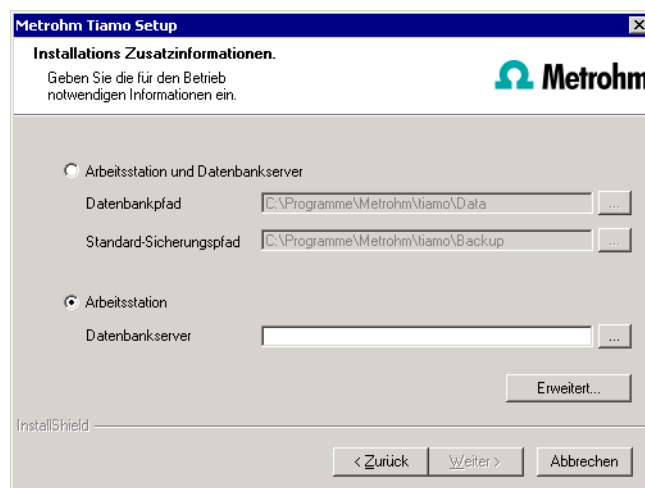 Metrohm Tiamo Setup
Installations Zusatzinformationen.
Geben Sie die für den Betrieb
notwendigen Informationen ein.
Metrohm
Arbeitsstation und Datenbankserver
Datenbankpfad C:\Programme\Metrohm\tiamo\Data ...
Standard-Sicherungspfad C:\Programme\Metrohm\tiamo\Backup ...
Arbeitsstation
Datenbankserver ...
Erweitert...
InstallShield
< Zurück Weiter > Abbrechen